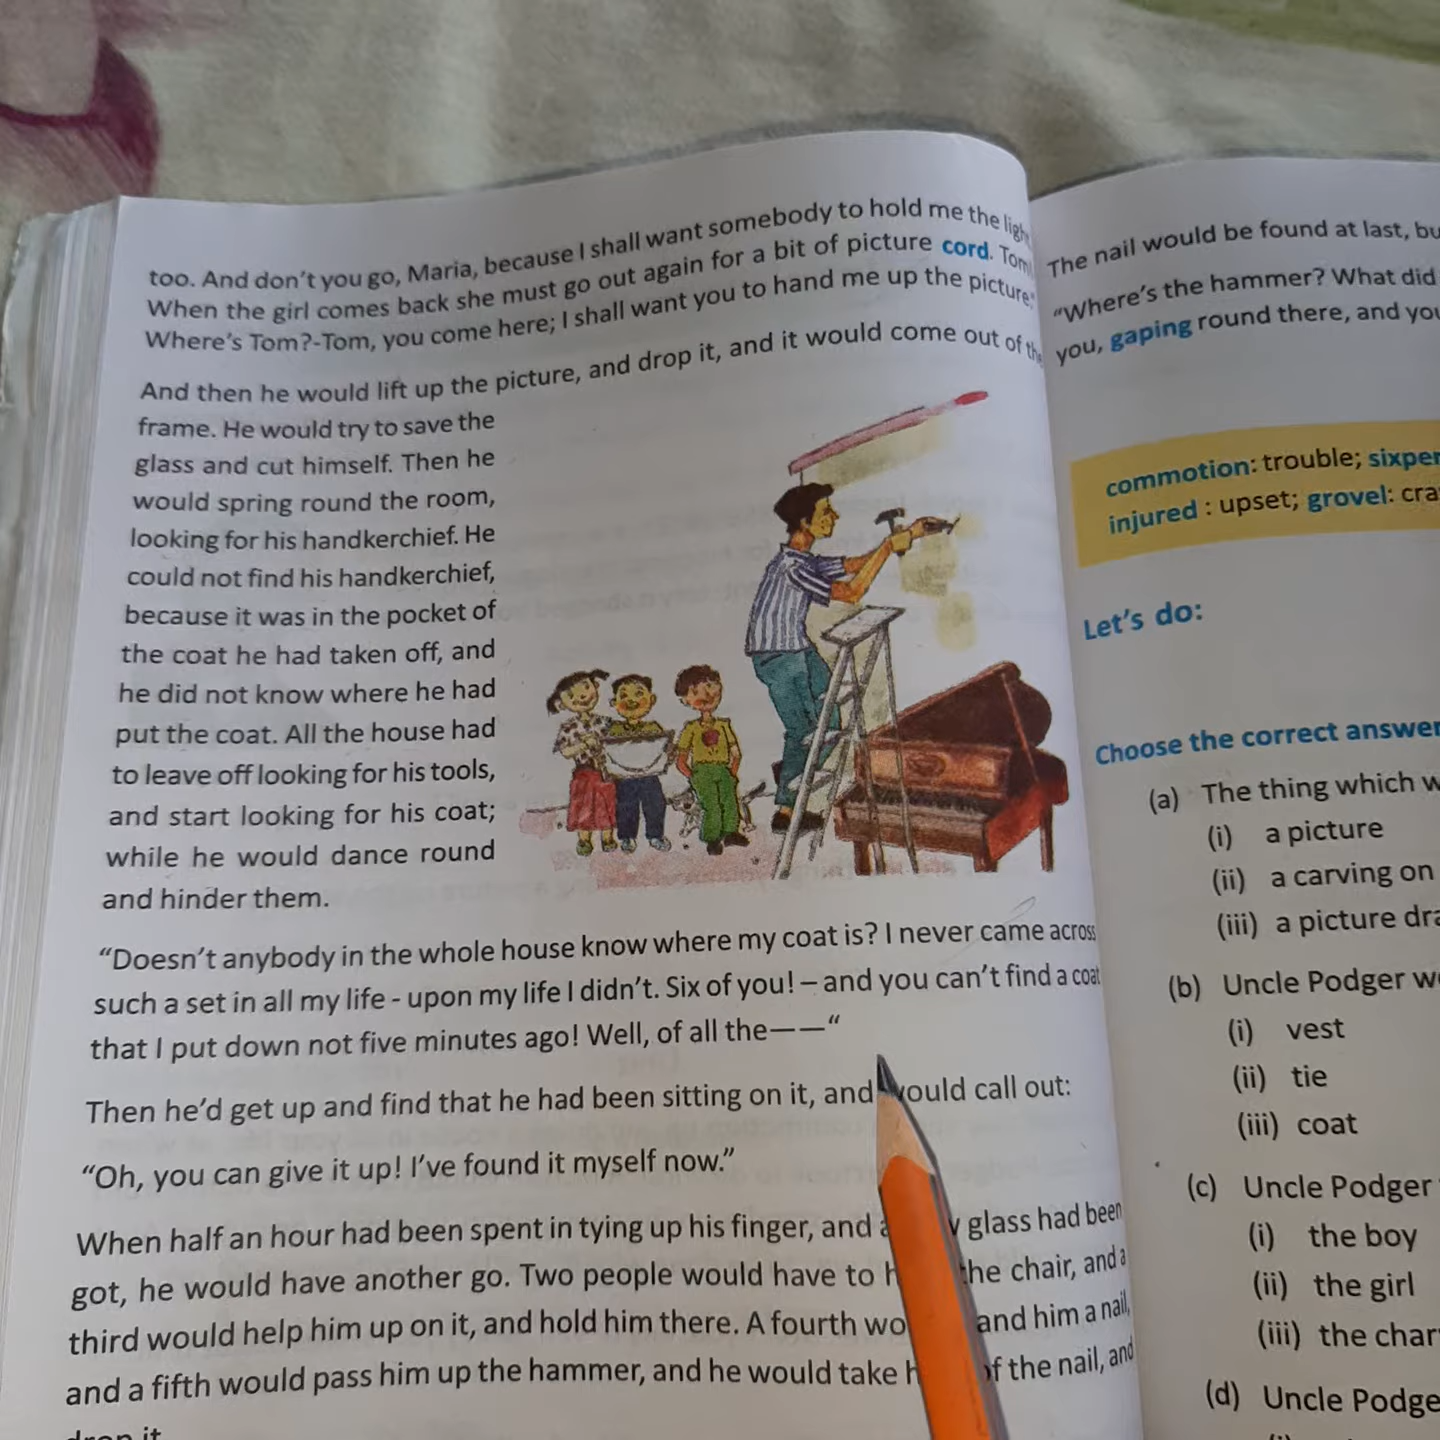 too. And don't you go, Maria, because I shall want somebody to hold me the light
When the girl comes back she must go out again for a bit of picture cord. Tom!
Where's Tom?-Tom, you come here; I shall want you to hand me up the picture."
And then he would lift up the picture, and drop it, and it would come out of the
frame. He would try to save the
glass and cut himself. Then he
would spring round the room,
looking for his handkerchief. He
could not find his handkerchief,
because it was in the pocket of
the coat he had taken off, and
he did not know where he had
put the coat. All the house had
to leave off looking for his tools,
and start looking for his coat;
while he would dance round
and hinder them.
"Doesn't anybody in the whole house know where my coat is? I never came across
such a set in all my life - upon my life I didn't. Six of you! – and you can't find a coat
that I put down not five minutes ago! Well, of all the——"
Then he'd get up and find that he had been sitting on it, and would call out:
"Oh, you can give it up! I've found it myself now."
When half an hour had been spent in tying up his finger, and a glass had been
got, he would have another go. Two people would have to the chair, and a
third would help him up on it, and hold him there. A fourth him a nail,
and a fifth would pass him up the hammer, and he would take of the nail, and
drop it.
The nail would be found at last,
"Where's the hammer? What did
you, gaping round there, and
commotion: trouble;
injured : upset; grovel:
Let's do:
Choose the correct
(a) The thing which
(i) a picture
(ii) a carving on
(iii) a picture
(b) Uncle Podger
(i) vest
(ii) tie
(iii) coat
(c) Uncle Podger
(i) the boy
(ii) the girl
(iii) the
(d) Uncle